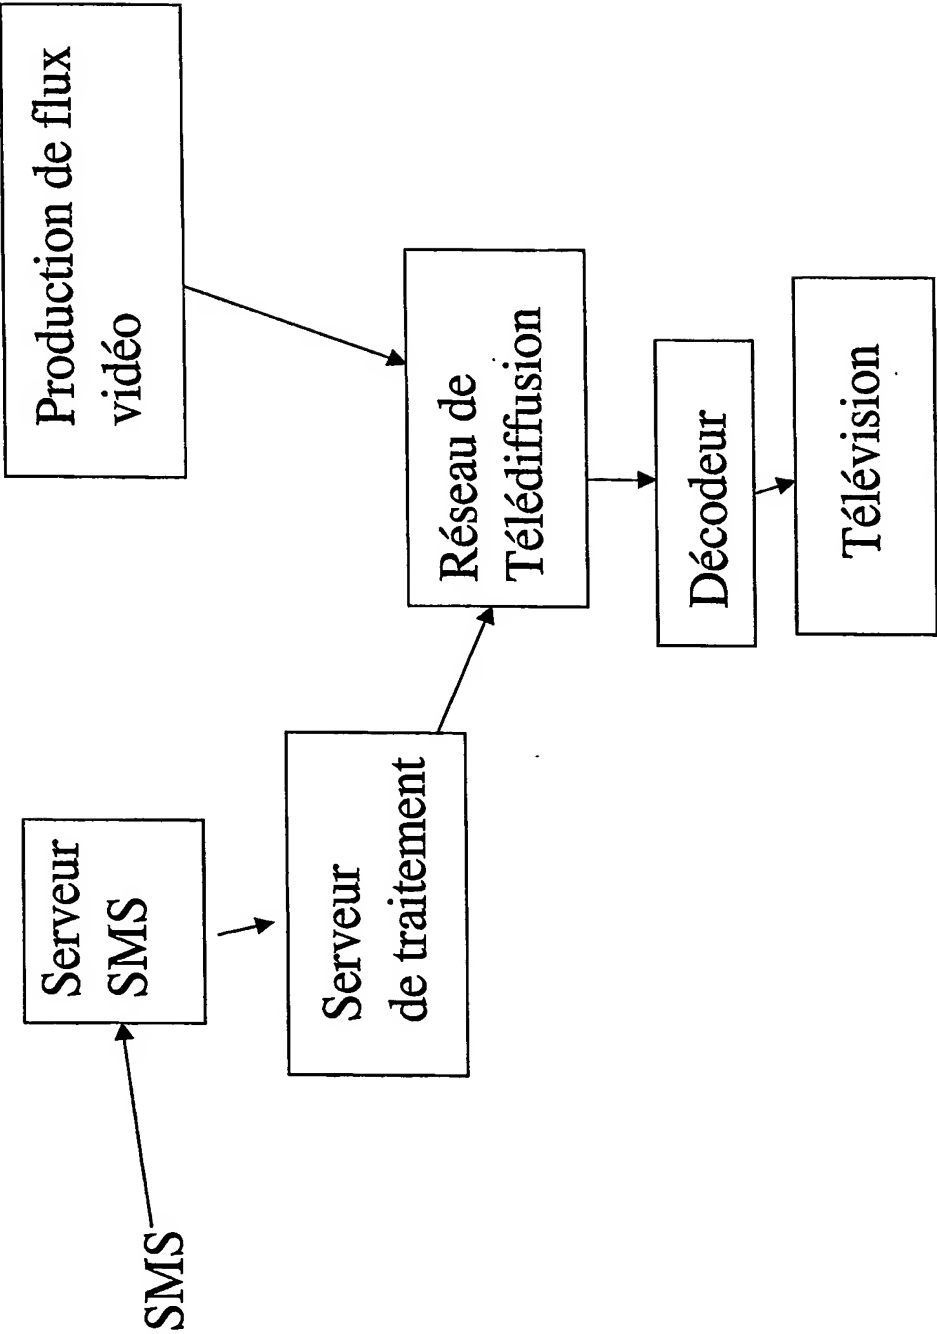 SMS
Serveur
SMS
Serveur
de traitement
Production de flux
vidéo
Réseau de
Télédiffusion
Décodeur
Télévision